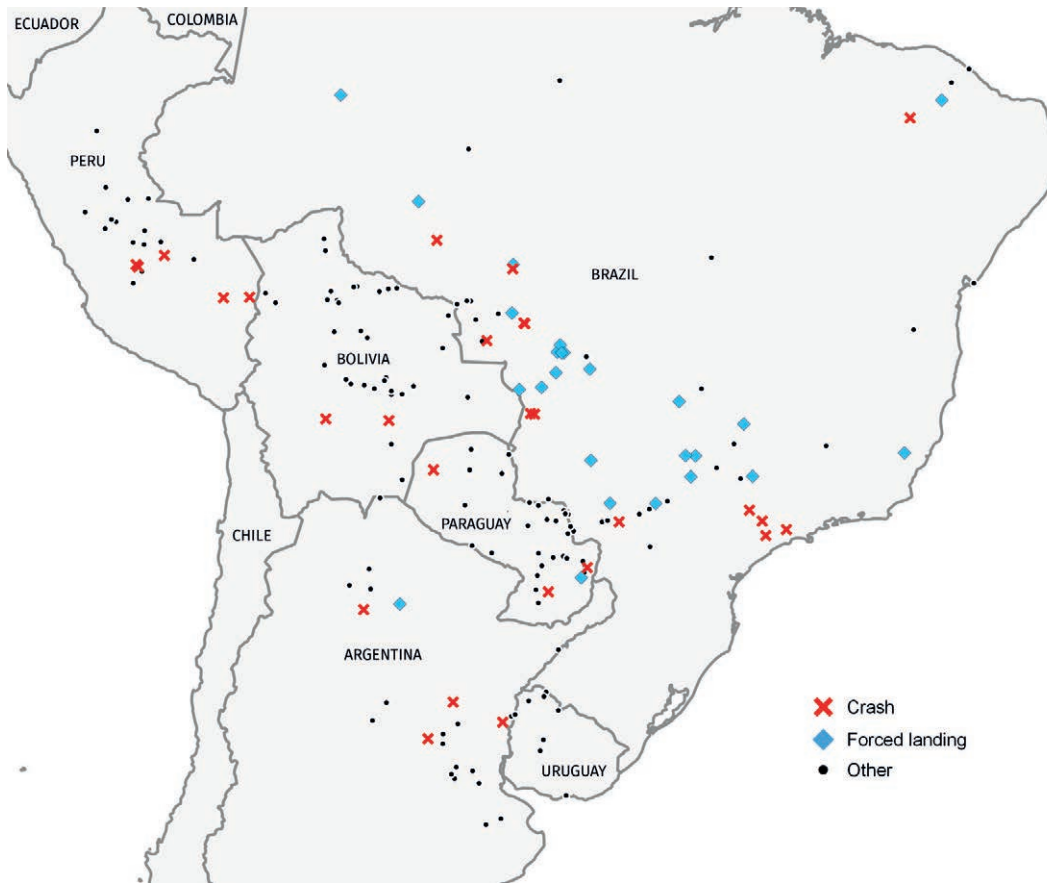 ECUADOR
COLOMBIA
PERU
BRAZIL
BOLIVIA
PARAGUAY
CHILE
ARGENTINA
URUGUAY
Crash
Forced landing
Other